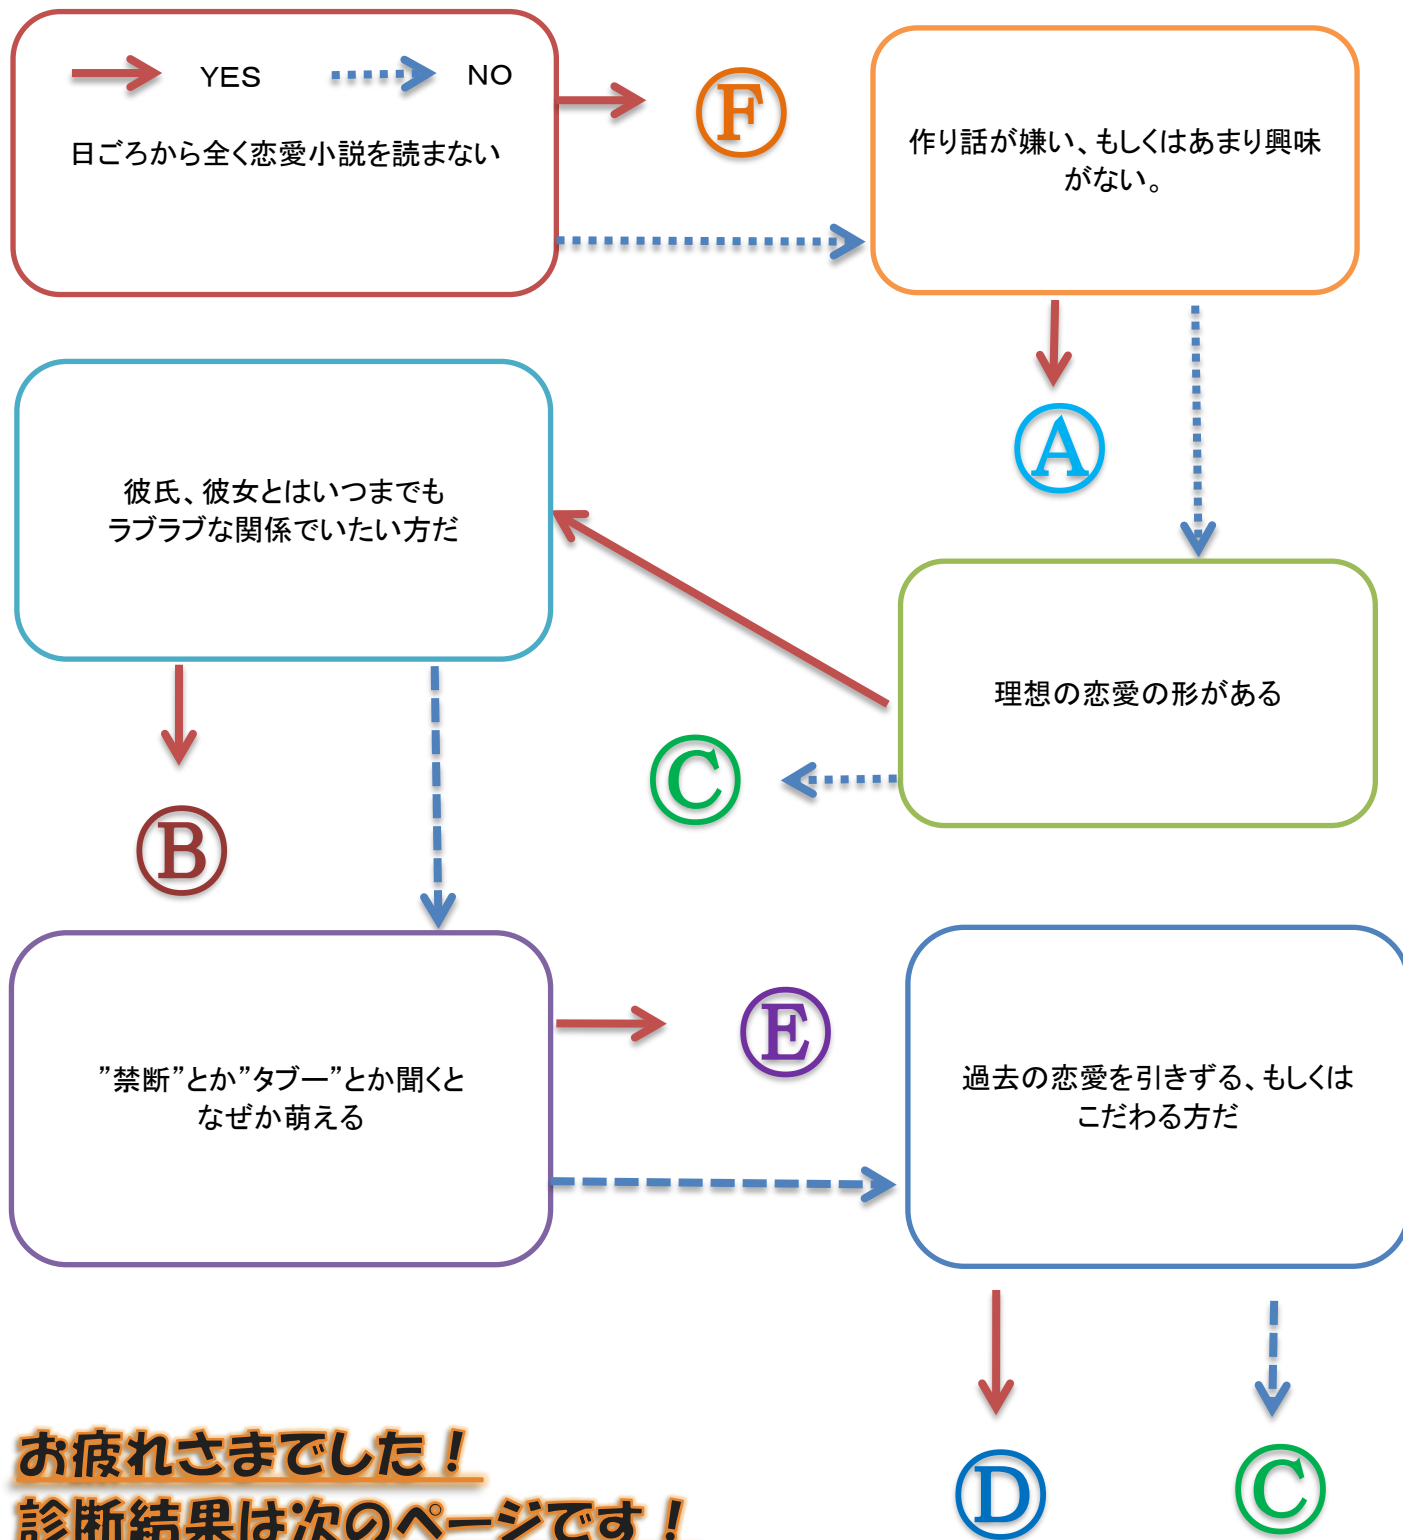 YES
NO
日ごろから全く恋愛小説を読まない
Ⓕ
作り話が嫌い、もしくはあまり興味
がない。
Ⓐ
彼氏、彼女とはいつまでも
ラブラブな関係でいたい方だ
理想の恋愛の形がある
Ⓒ
Ⓑ
”禁断”とか”タブー”とか聞くと
なぜか萌える
Ⓔ
過去の恋愛を引きずる、もしくは
こだわる方だ
Ⓓ
Ⓒ
お疲れさまでした！
診断結果は次のページです！